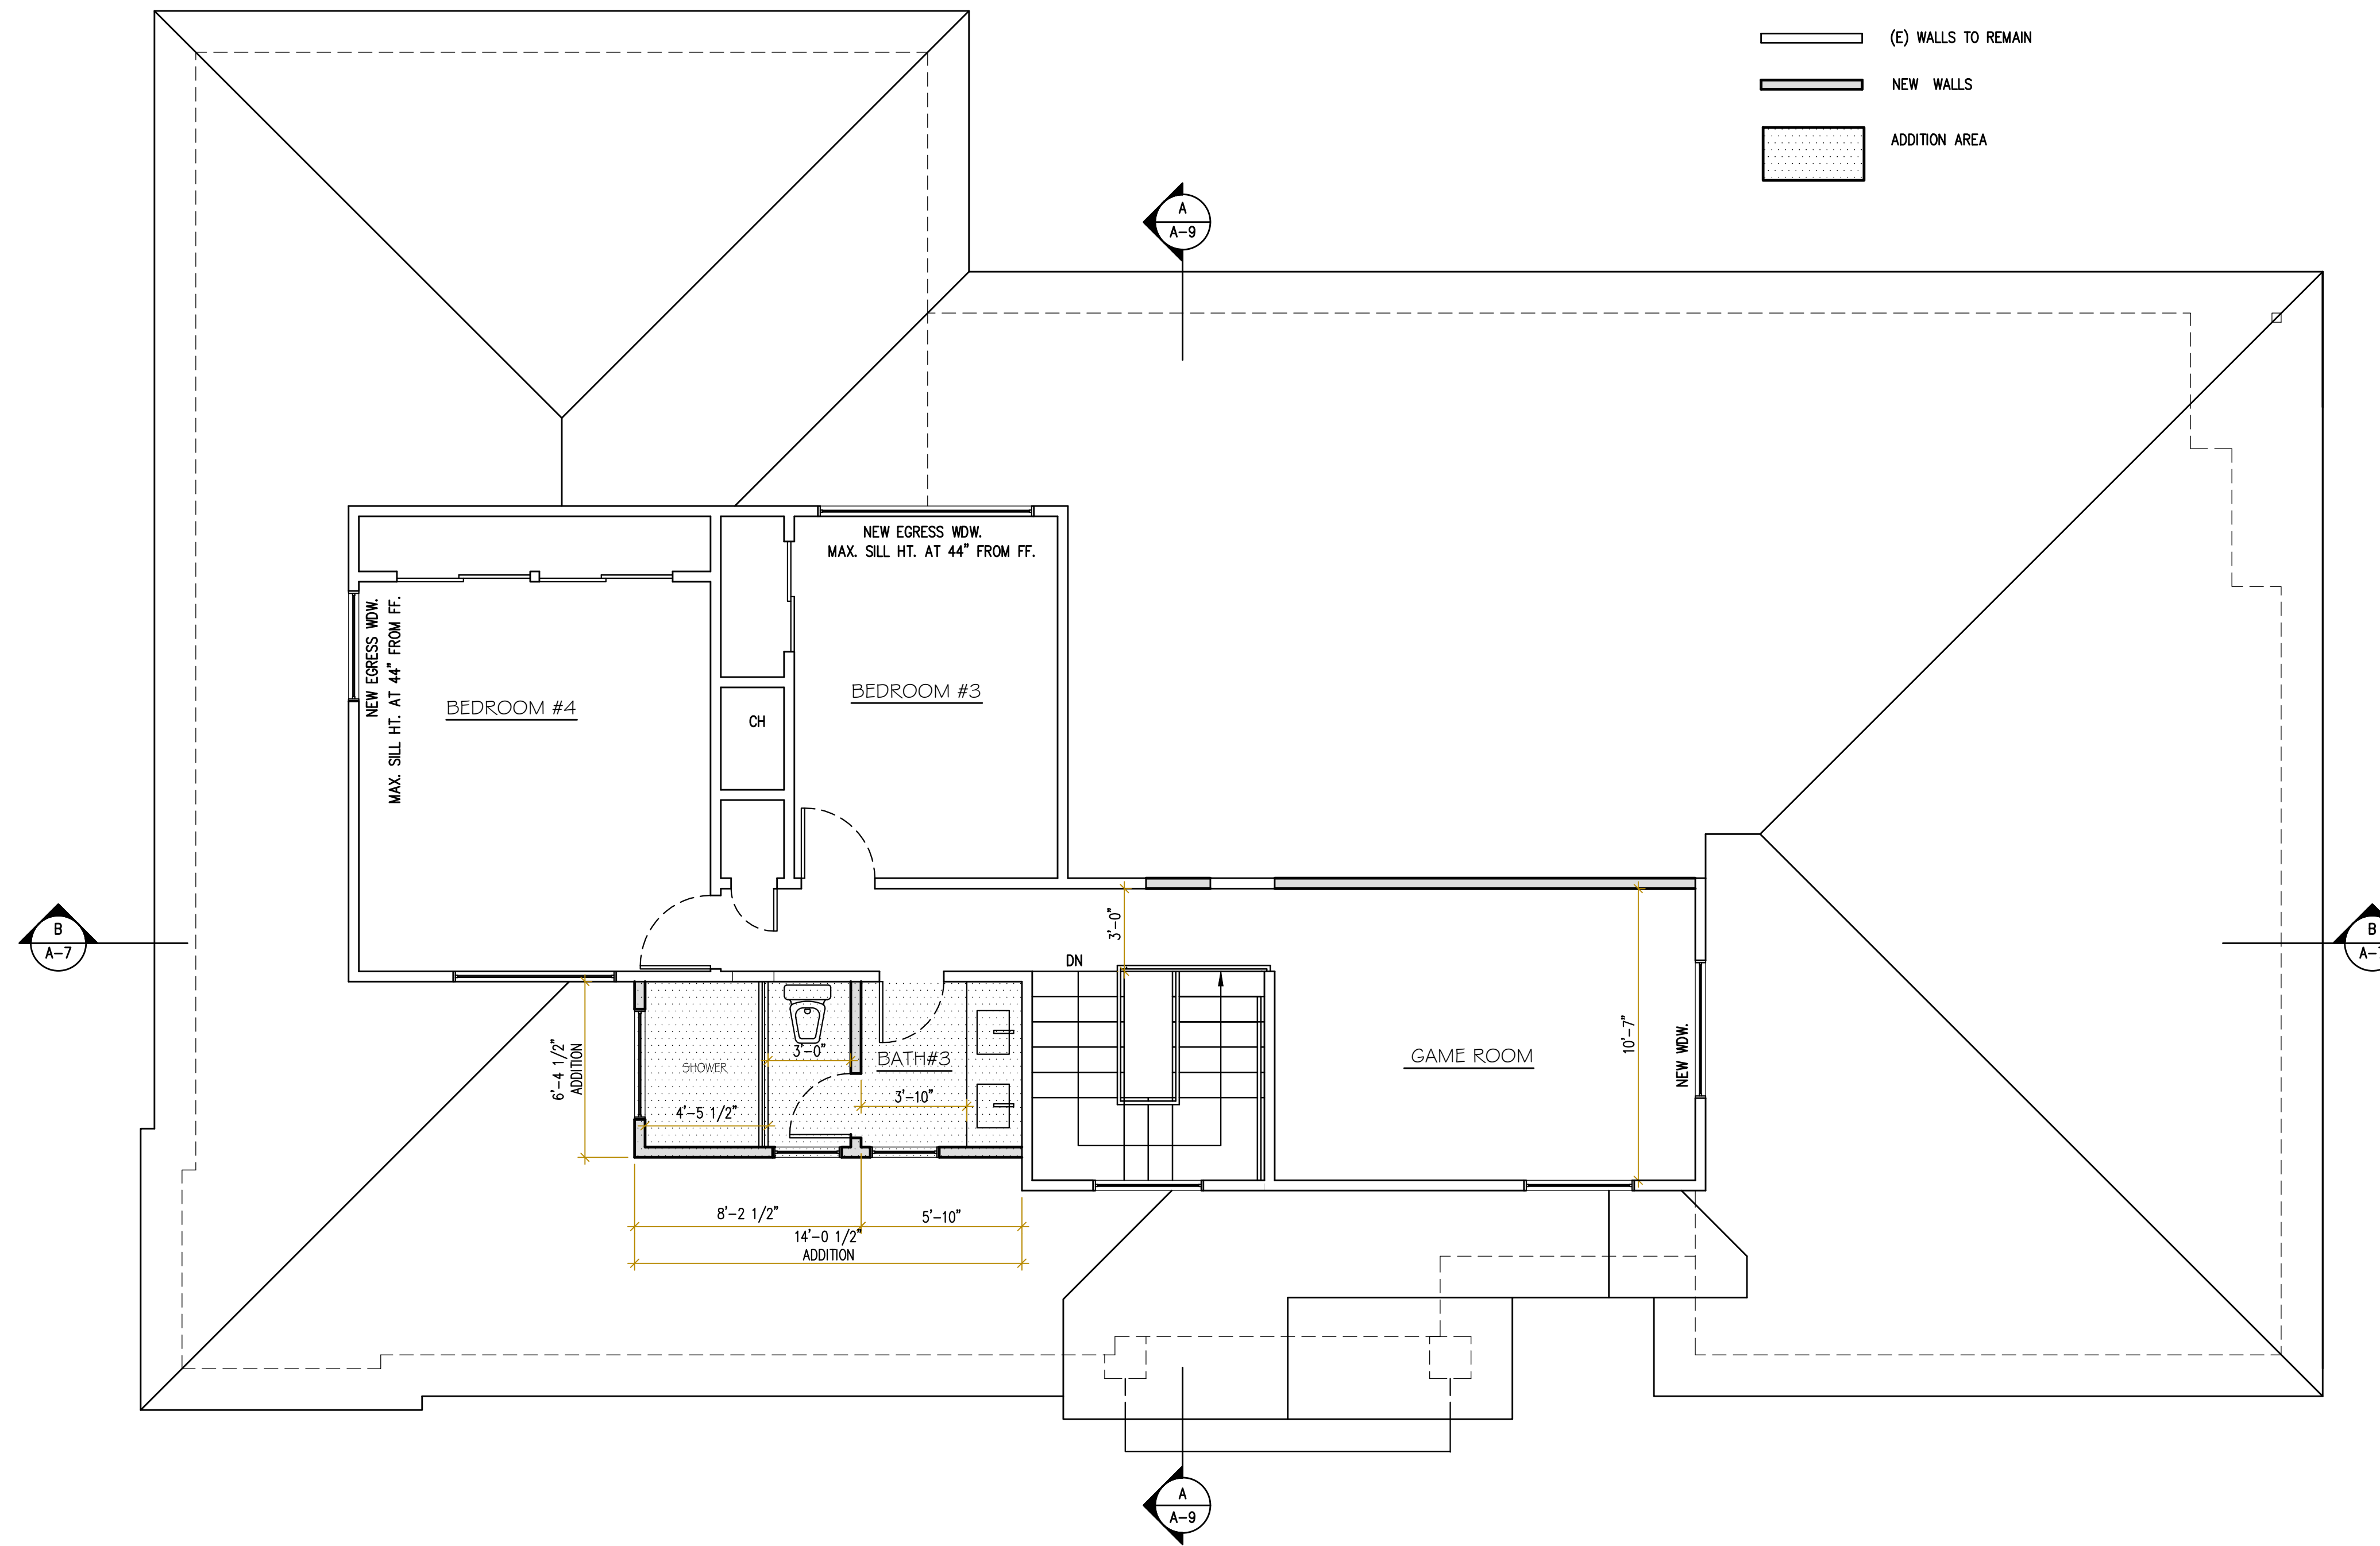 (E) WALLS TO REMAIN
NEW WALLS
ADDITION AREA
A
A-9
NEW EGRESS WDW.
MAX. SILL HT. AT 44" FROM FF.
NEW EGRESS WDW.
MAX. SILL HT. AT 44" FROM FF.
BEDROOM #4
CH
BEDROOM #3
B
A-7
3'-0"
DN
B
6'-4 1/2"
ADDITION
SHOWER
3'-0"
BATH#3
4'-5 1/2"
3'-10"
GAME ROOM
10'-7"
NEW WDW.
8'-2 1/2"
5'-10"
14'-0 1/2"
ADDITION
A
A-9